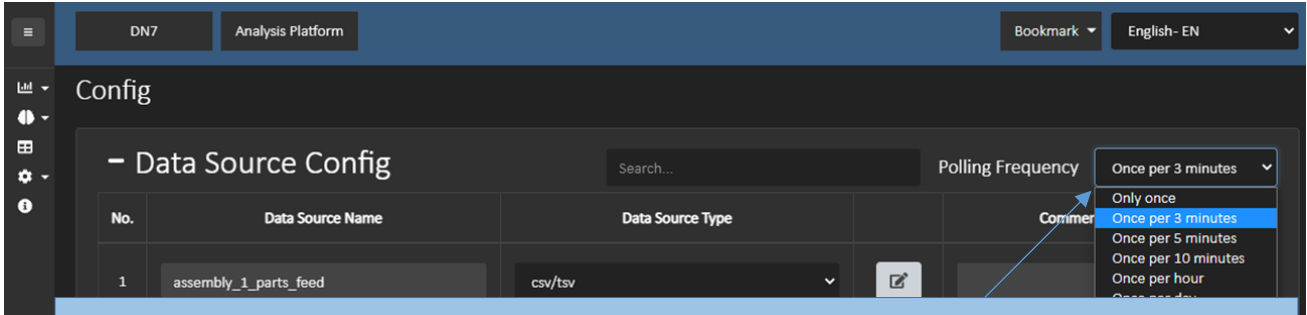 DN7 Analysis Platform Bookmark English- EN
Config
Data Source Config Search... Polling Frequency Once per 3 minutes
Only once
No. Data Source Name Data Source Type
Once per 3 minutes
Once per 5 minutes
Once per 10 minutes
1 assembly_1_parts_feed csv/tsv Once per hour